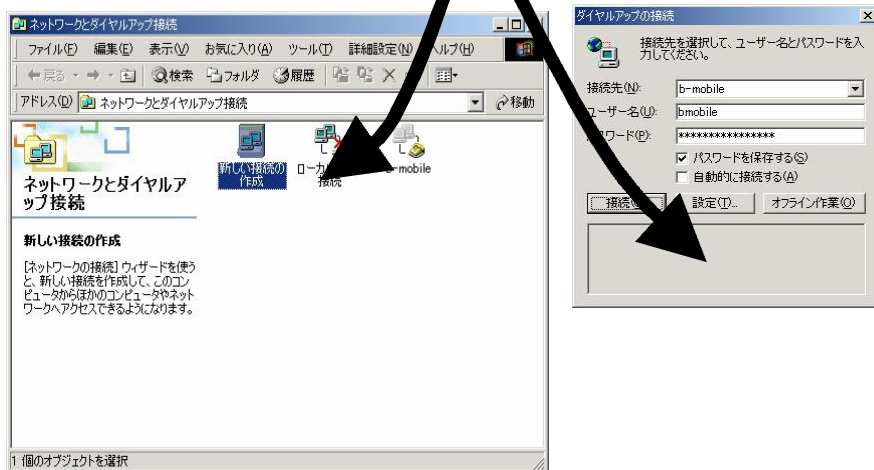 ネットワークとダイヤルアップ接続
ファイル(F) 編集(E) 表示(V) お気に入り(A) ツール(T) 詳細設定(N) ヘルプ(H)
戻る 検索 フォルダ 履歴
アドレス(D) ネットワークとダイヤルアップ接続 移動
ネットワークとダイヤルア
ップ接続
新しい接続の作成
[ネットワークの接続] ウィザードを使う
と、新しい接続を作成して、このコン
ピュータからほかのコンピュータやネット
ワークへアクセスできるようになります。
新しい接続の
作成
接続
b-mobile
1 個のオブジェクトを選択
ダイヤルアップの接続
接続先を選択して、ユーザー名とパスワードを入
力してください。
接続先(N): b-mobile
ユーザー名(U): bmobile
パスワード(P): ****************
パスワードを保存する(S)
自動的に接続する(A)
接続 設定(T)... オフライン作業(O)